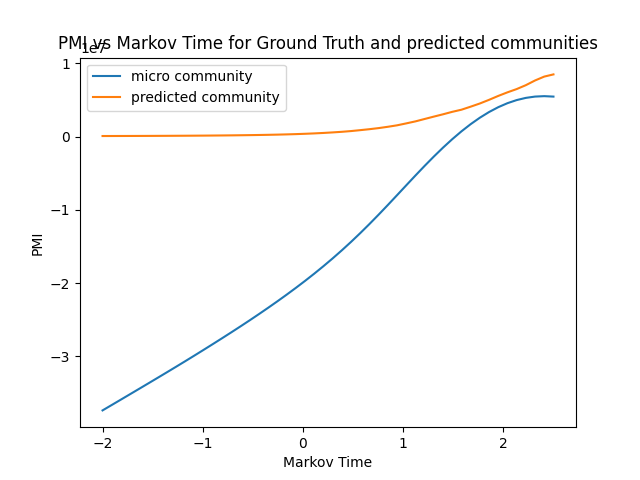 PMI vs Markov Time for Ground Truth and predicted communities
1e7
micro community
predicted community
1
0
−1
−2
−3
PMI
−2 −1 0 1 2
Markov Time